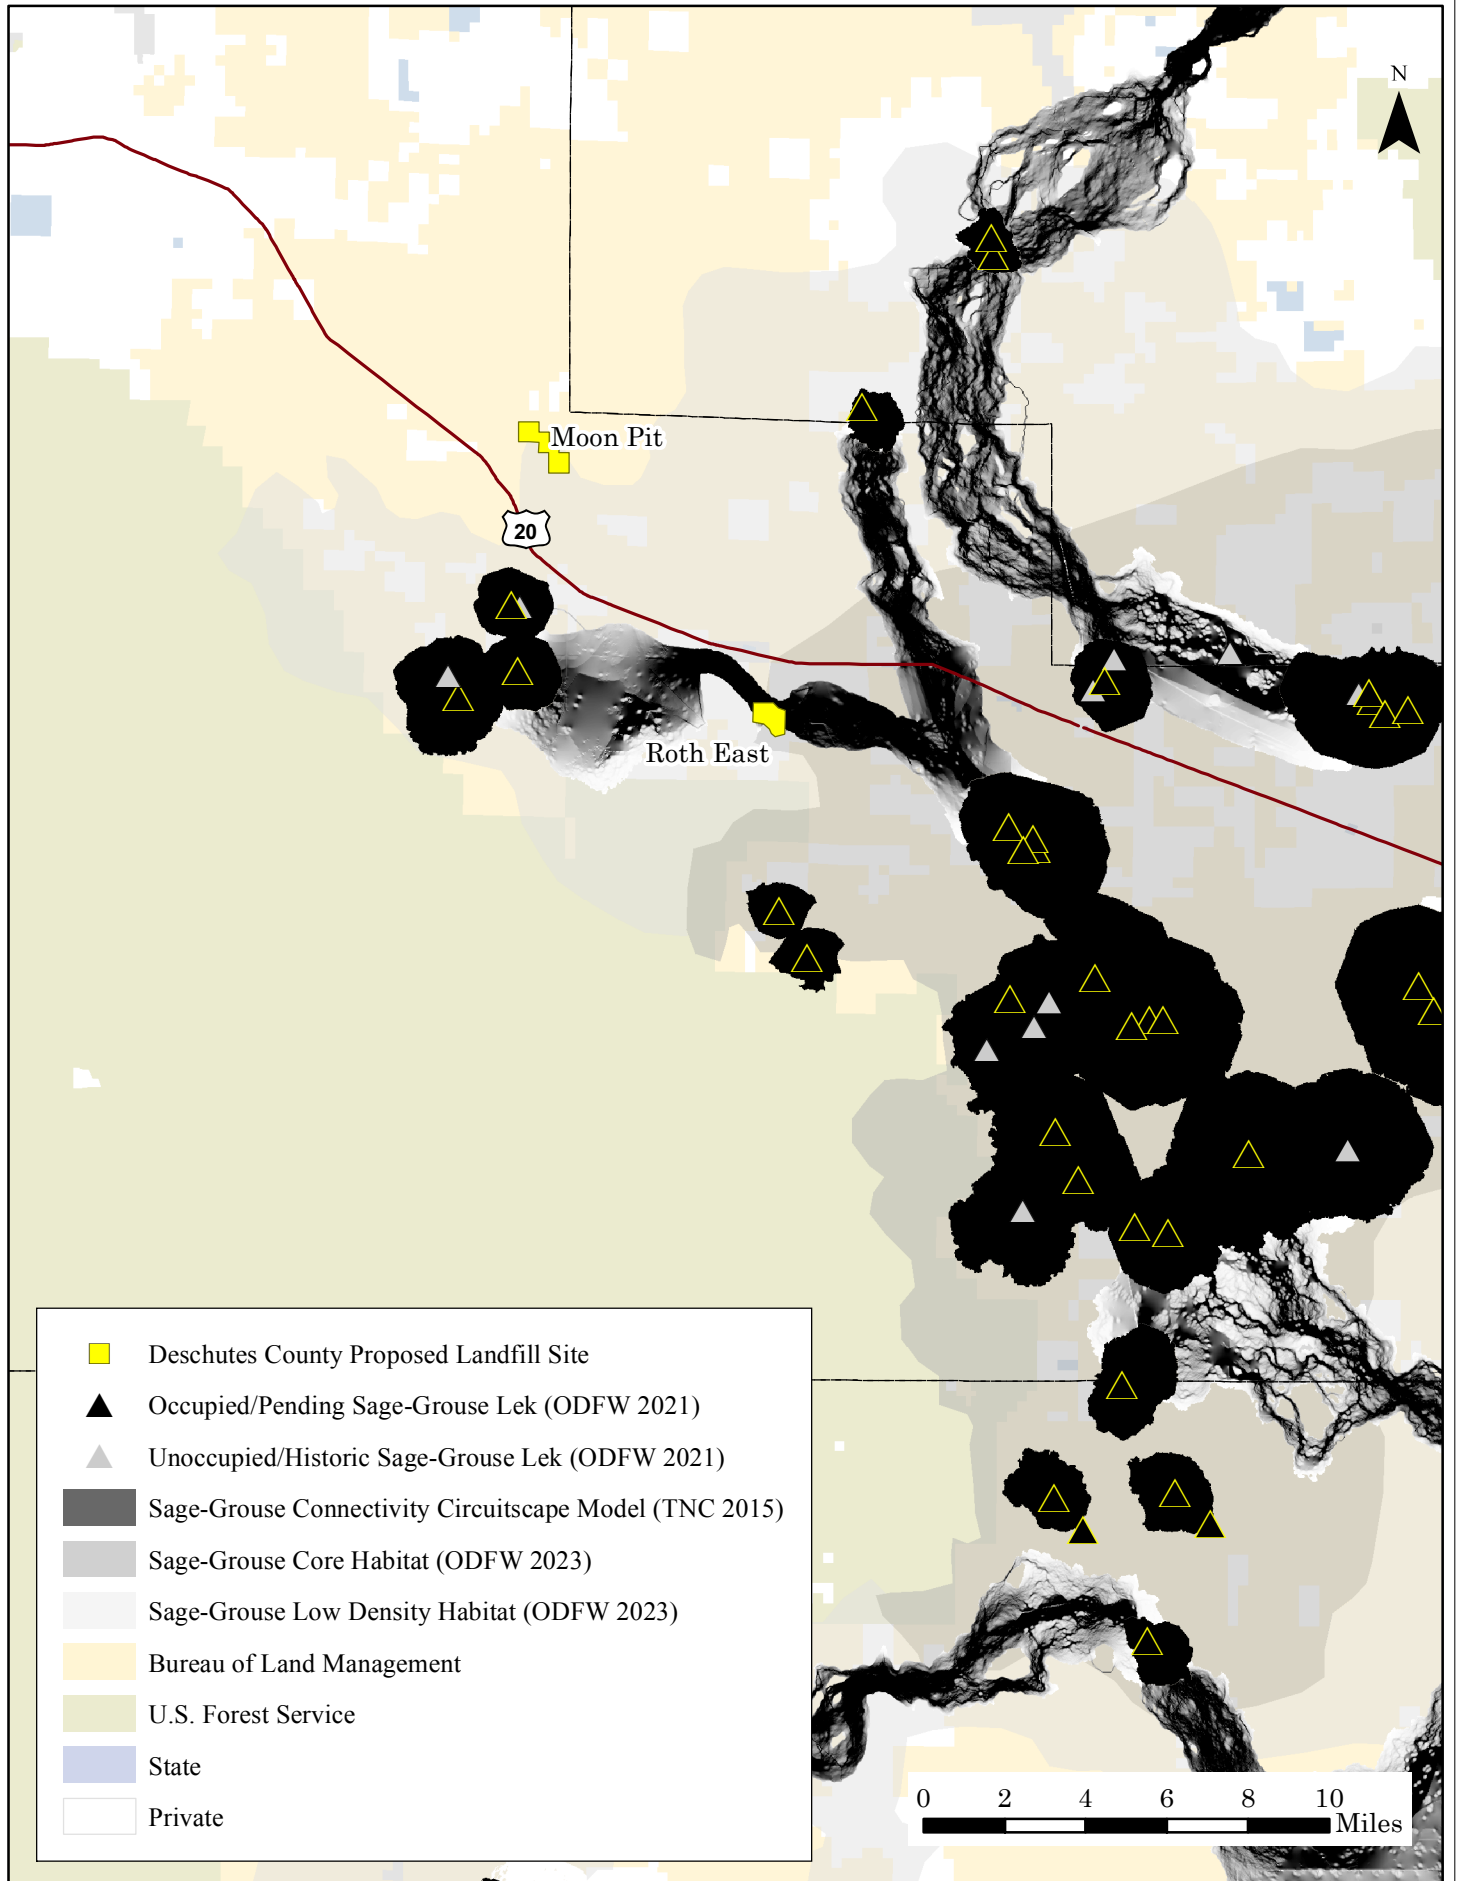 N
Moon Pit
20
Roth East
Deschutes County Proposed Landfill Site
Occupied/Pending Sage-Grouse Lek (ODFW 2021)
Unoccupied/Historic Sage-Grouse Lek (ODFW 2021)
Sage-Grouse Connectivity Circuitscape Model (TNC 2015)
Sage-Grouse Core Habitat (ODFW 2023)
Sage-Grouse Low Density Habitat (ODFW 2023)
Bureau of Land Management
U.S. Forest Service
State
Private
0 2 4 6 8 10
Miles